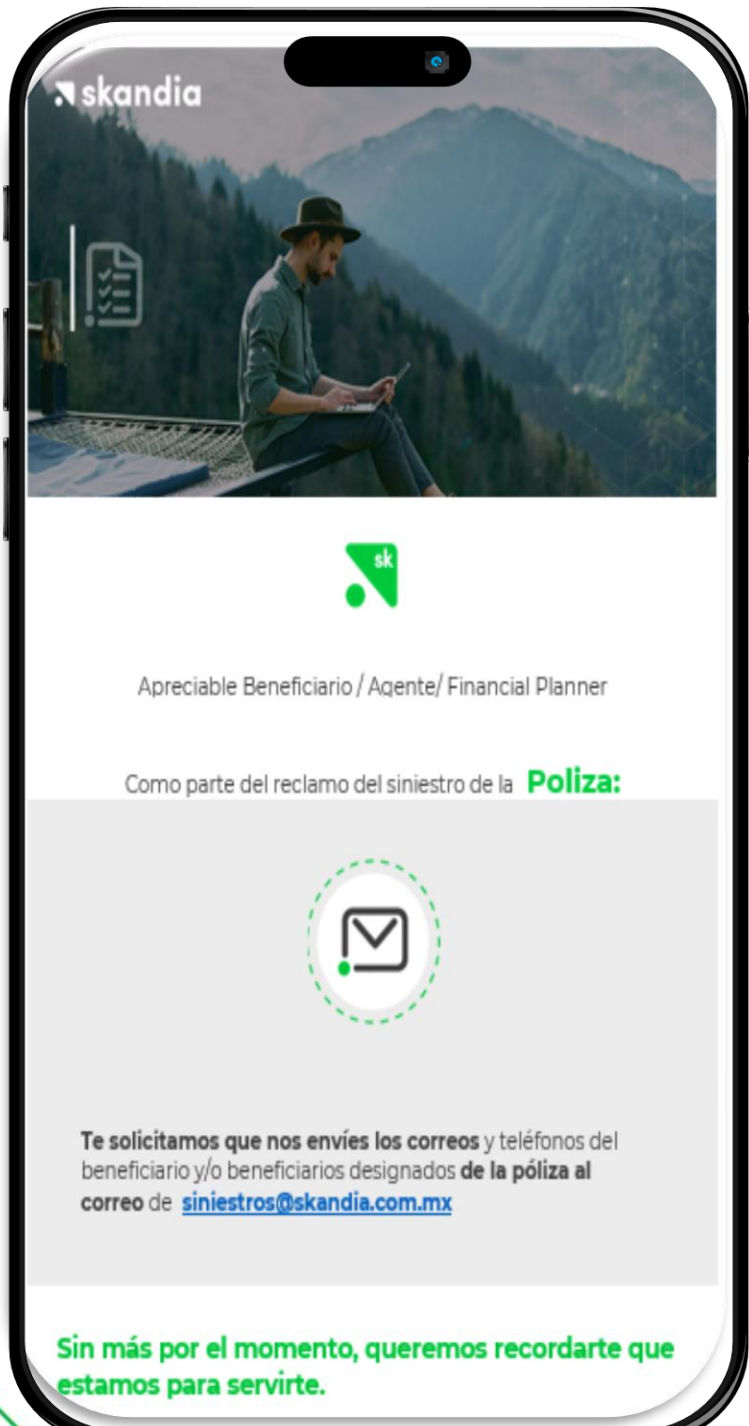 skandia
sk
Apreciable Beneficiario / Agente/ Financial Planner
Como parte del reclamo del siniestro de la Poliza:
Te solicitamos que nos envíes los correos y teléfonos del
beneficiario y/o beneficiarios designados de la póliza al
correo de siniestros@skandia.com.mx
Sin más por el momento, queremos recordarte que
estamos para servirte.